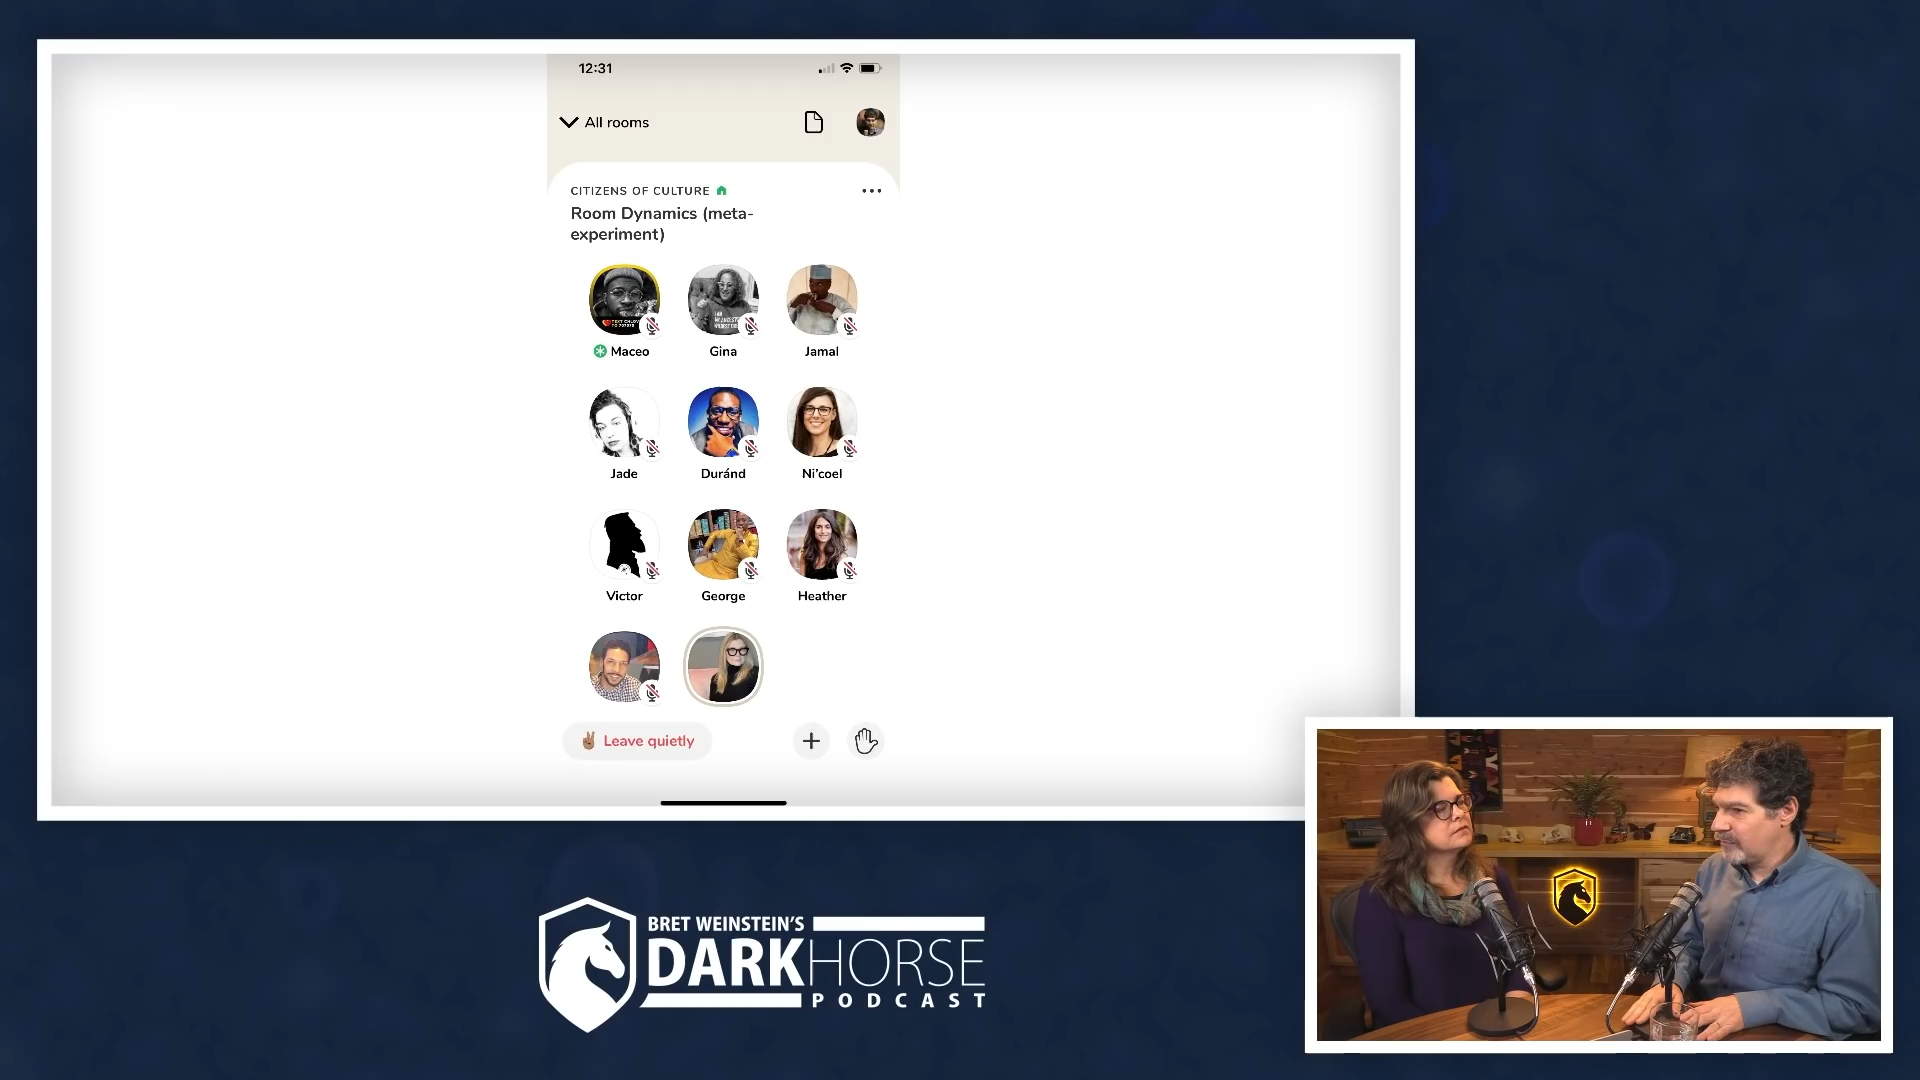 12:31
All rooms
CITIZENS OF CULTURE
Room Dynamics (meta-
experiment)
Maceo
Gina
Jamal
Jade
Duránd
Ni'coel
Victor
George
Heather
Leave quietly
BRET WEINSTEIN'S
DARKHORSE
PODCAST